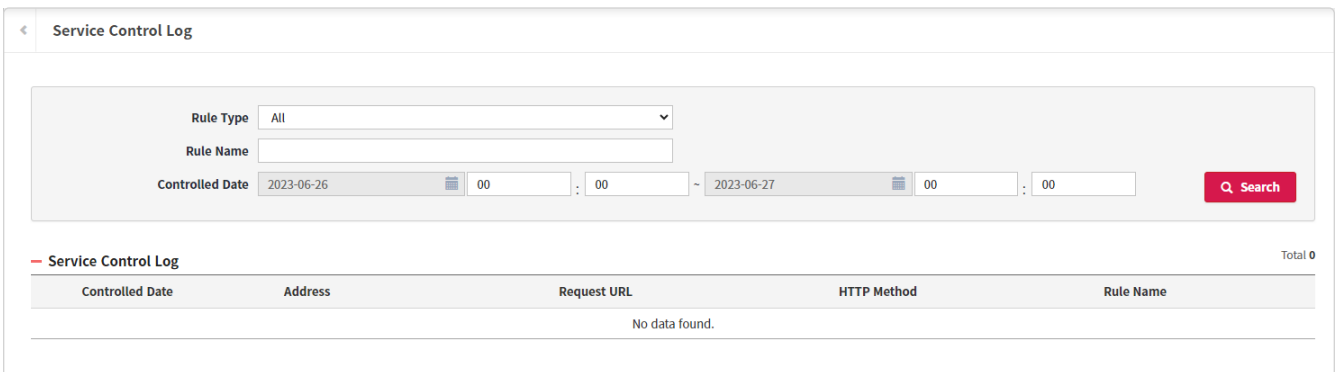 Service Control Log
Rule Type All
Rule Name
Controlled Date 2023-06-26 00 : 00 ~ 2023-06-27 00 : 00 Search
Service Control Log Total 0
Controlled Date Address Request URL HTTP Method Rule Name
No data found.